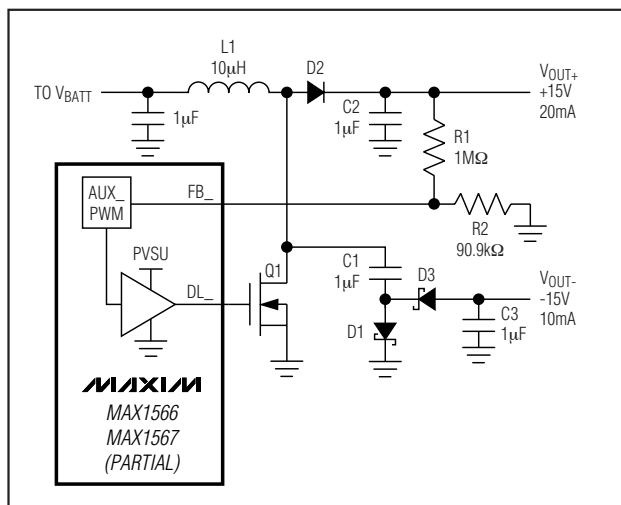 L1
10µH
D2
TO VBATT
1µF
C2
1µF
VOUT+
+15V
20mA
R1
1MΩ
AUX_
PWM
FB_
R2
90.9kΩ
PVSU
DL_
Q1
C1
1µF
D3
VOUT-
-15V
10mA
D1
C3
1µF
MAXIM
MAX1566
MAX1567
(PARTIAL)